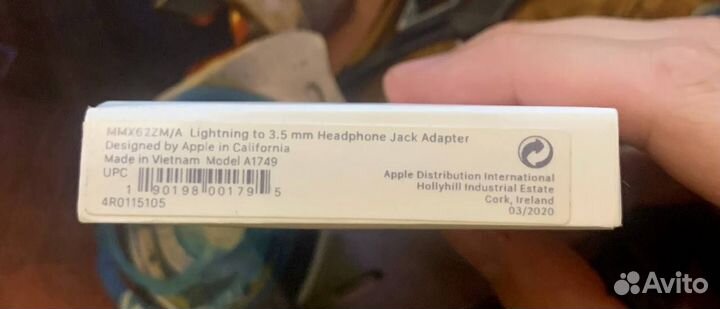 MMX62ZM/A Lightning to 3.5 mm Headphone Jack Adapter
Designed by Apple in California
Made in Vietnam Model A1749
UPC
1 90198 00179 5
4R0115105
Apple Distribution International
Hollyhill Industrial Estate
Cork, Ireland
03/2020
Avito